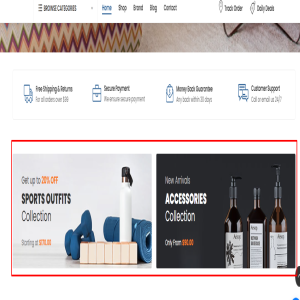 BROWSE CATEGORIES
Home Shop Brand Blog Contact
Track Order Daily Deals
Free Shipping & Returns
For all orders over $99
Secure Payment
We ensure secure payment
Money Back Guarantee
Any back within 30 days
Customer Support
Call or email us 24/7
Get up to 20% OFF
SPORTS OUTFITS
Collection
Starting at
New Arrivals
ACCESSORIES
Collection
Only From $90.00